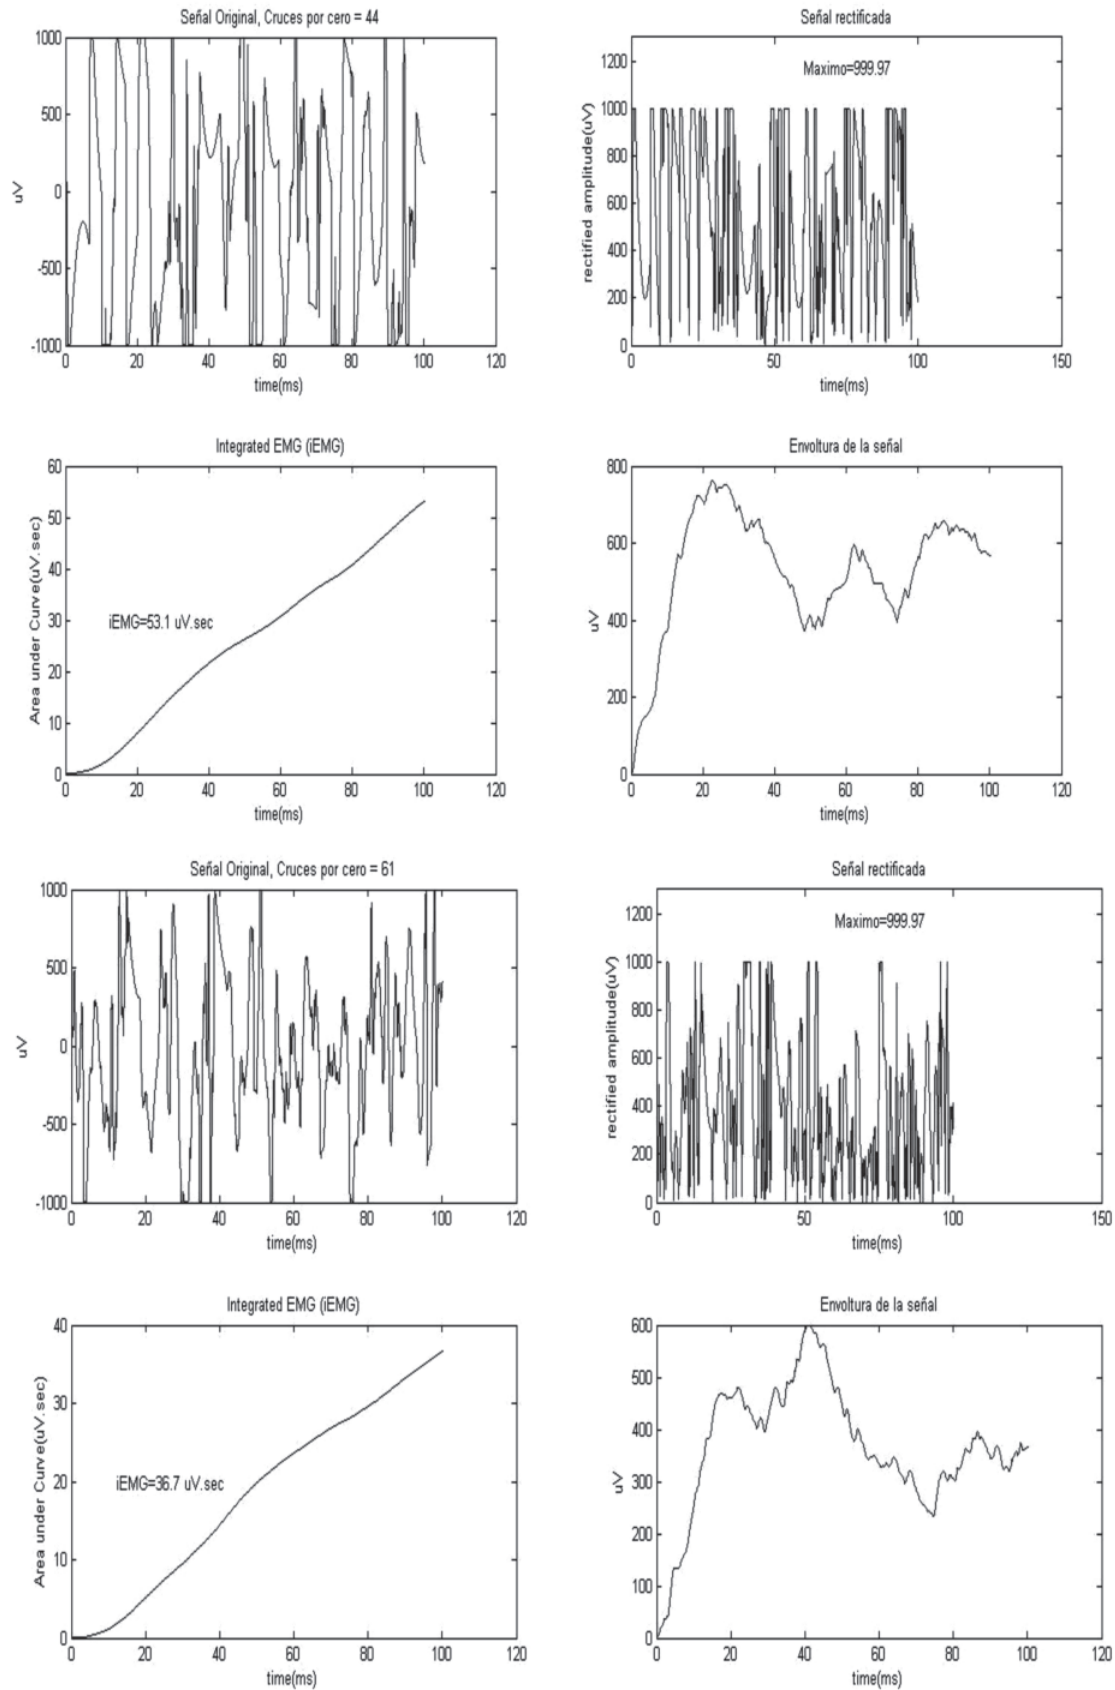 Señal Original, Cruces por cero = 44
1000
500
0
-500
-1000
uV
0 20 40 60 80 100 120
time(ms)
Señal rectificada
Maximo=999.97
1200
1000
800
600
400
200
0
rectified amplitude(uV)
0 50 100 150
time(ms)
Integrated EMG (iEMG)
60
50
40
30
20
10
0
Area under Curve(uV.sec)
iEMG=53.1 uV.sec
0 20 40 60 80 100 120
time(ms)
Envoltura de la señal
800
600
400
200
0
uV
0 20 40 60 80 100 120
time(ms)
Señal Original, Cruces por cero = 61
1000
500
0
-500
-1000
uV
0 20 40 60 80 100 120
time(ms)
Señal rectificada
Maximo=999.97
1200
1000
800
600
400
200
0
rectified amplitude(uV)
0 50 100 150
time(ms)
Integrated EMG (iEMG)
40
30
20
10
0
Area under Curve(uV.sec)
iEMG=36.7 uV.sec
0 20 40 60 80 100 120
time(ms)
Envoltura de la señal
600
500
400
300
200
100
0
uV
0 20 40 60 80 100 120
time(ms)